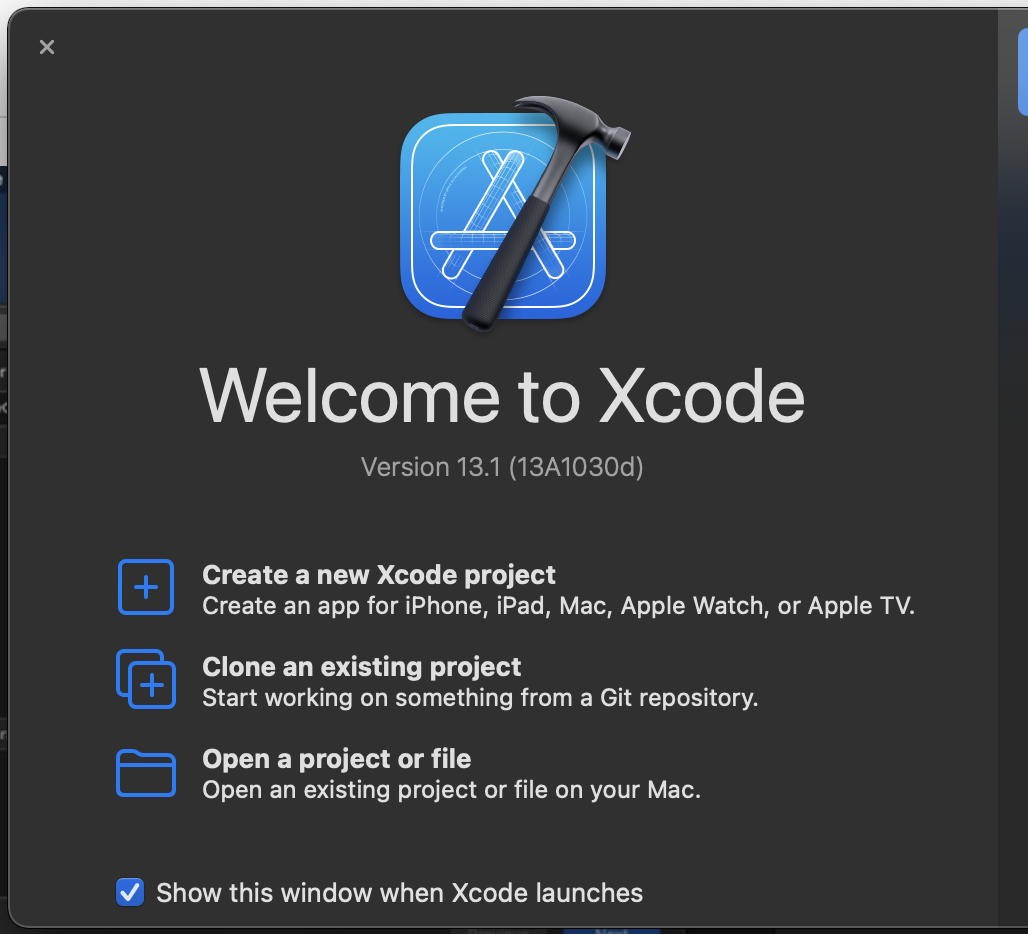 Welcome to Xcode
Version 13.1 (13A1030d)
Create a new Xcode project
Create an app for iPhone, iPad, Mac, Apple Watch, or Apple TV.
Clone an existing project
Start working on something from a Git repository.
Open a project or file
Open an existing project or file on your Mac.
Show this window when Xcode launches